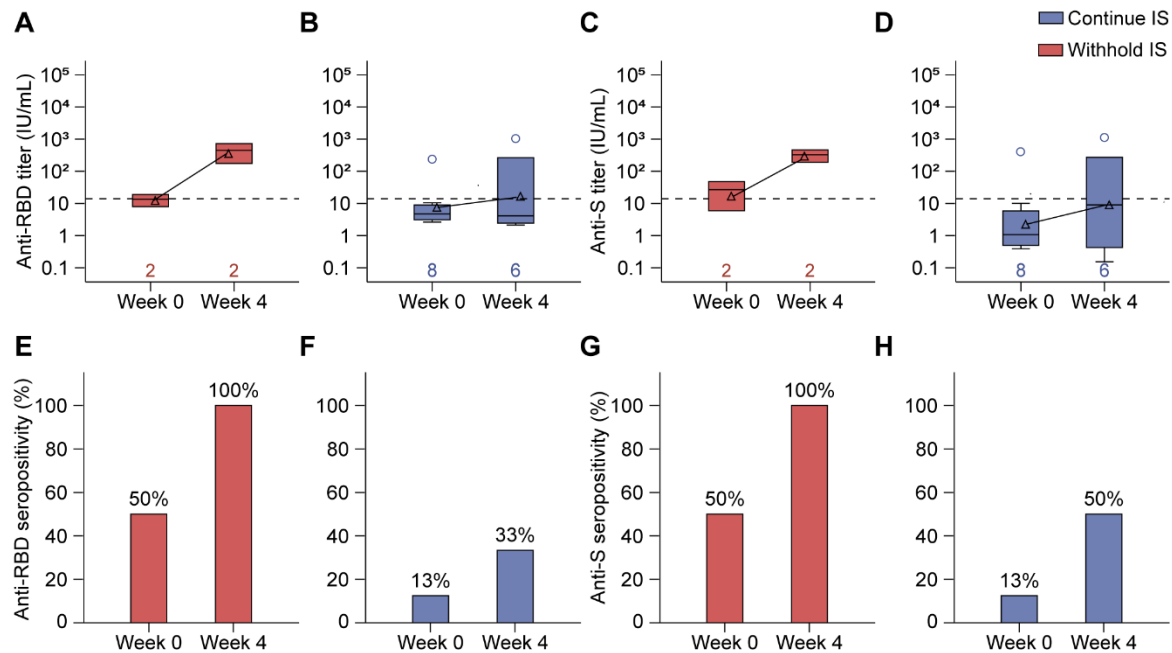 A
B
C
D
Continue IS
Withhold IS
Anti-RBD titer (IU/mL)
10⁵
10⁴
10³
10²
10
1
0.1
2
2
Week 0
Week 4
10⁵
10⁴
10³
10²
10
1
0.1
8
6
Week 0
Week 4
Anti-S titer (IU/mL)
10⁵
10⁴
10³
10²
10
1
0.1
2
2
Week 0
Week 4
10⁵
10⁴
10³
10²
10
1
0.1
8
6
Week 0
Week 4
E
F
G
H
Anti-RBD seropositivity (%)
100
80
60
40
20
0
50%
100%
Week 0
Week 4
100
80
60
40
20
0
13%
33%
Week 0
Week 4
Anti-S seropositivity (%)
100
80
60
40
20
0
50%
100%
Week 0
Week 4
100
80
60
40
20
0
13%
50%
Week 0
Week 4